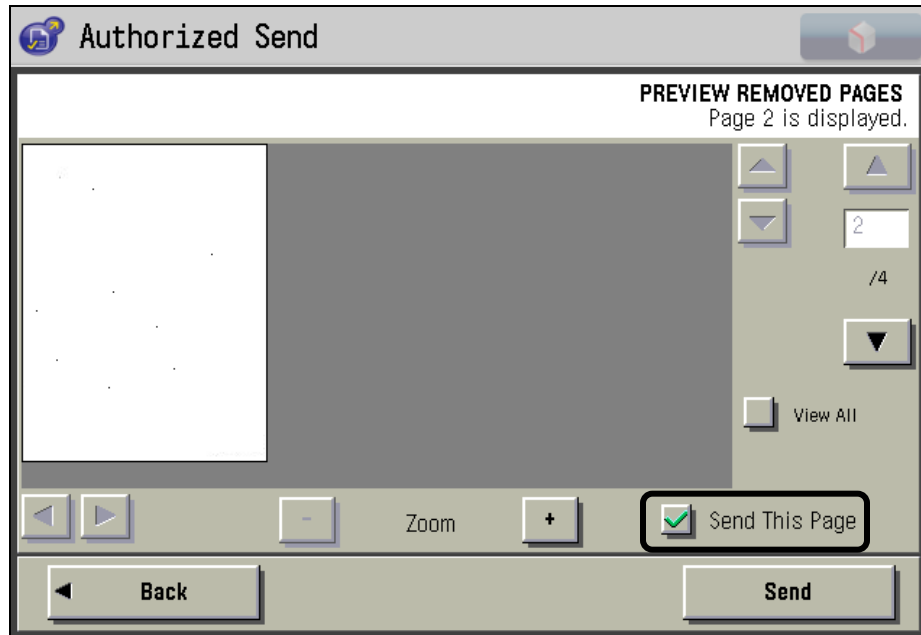 Authorized Send
PREVIEW REMOVED PAGES
Page 2 is displayed.
2
/4
View All
Zoom
+
Send This Page
Back
Send